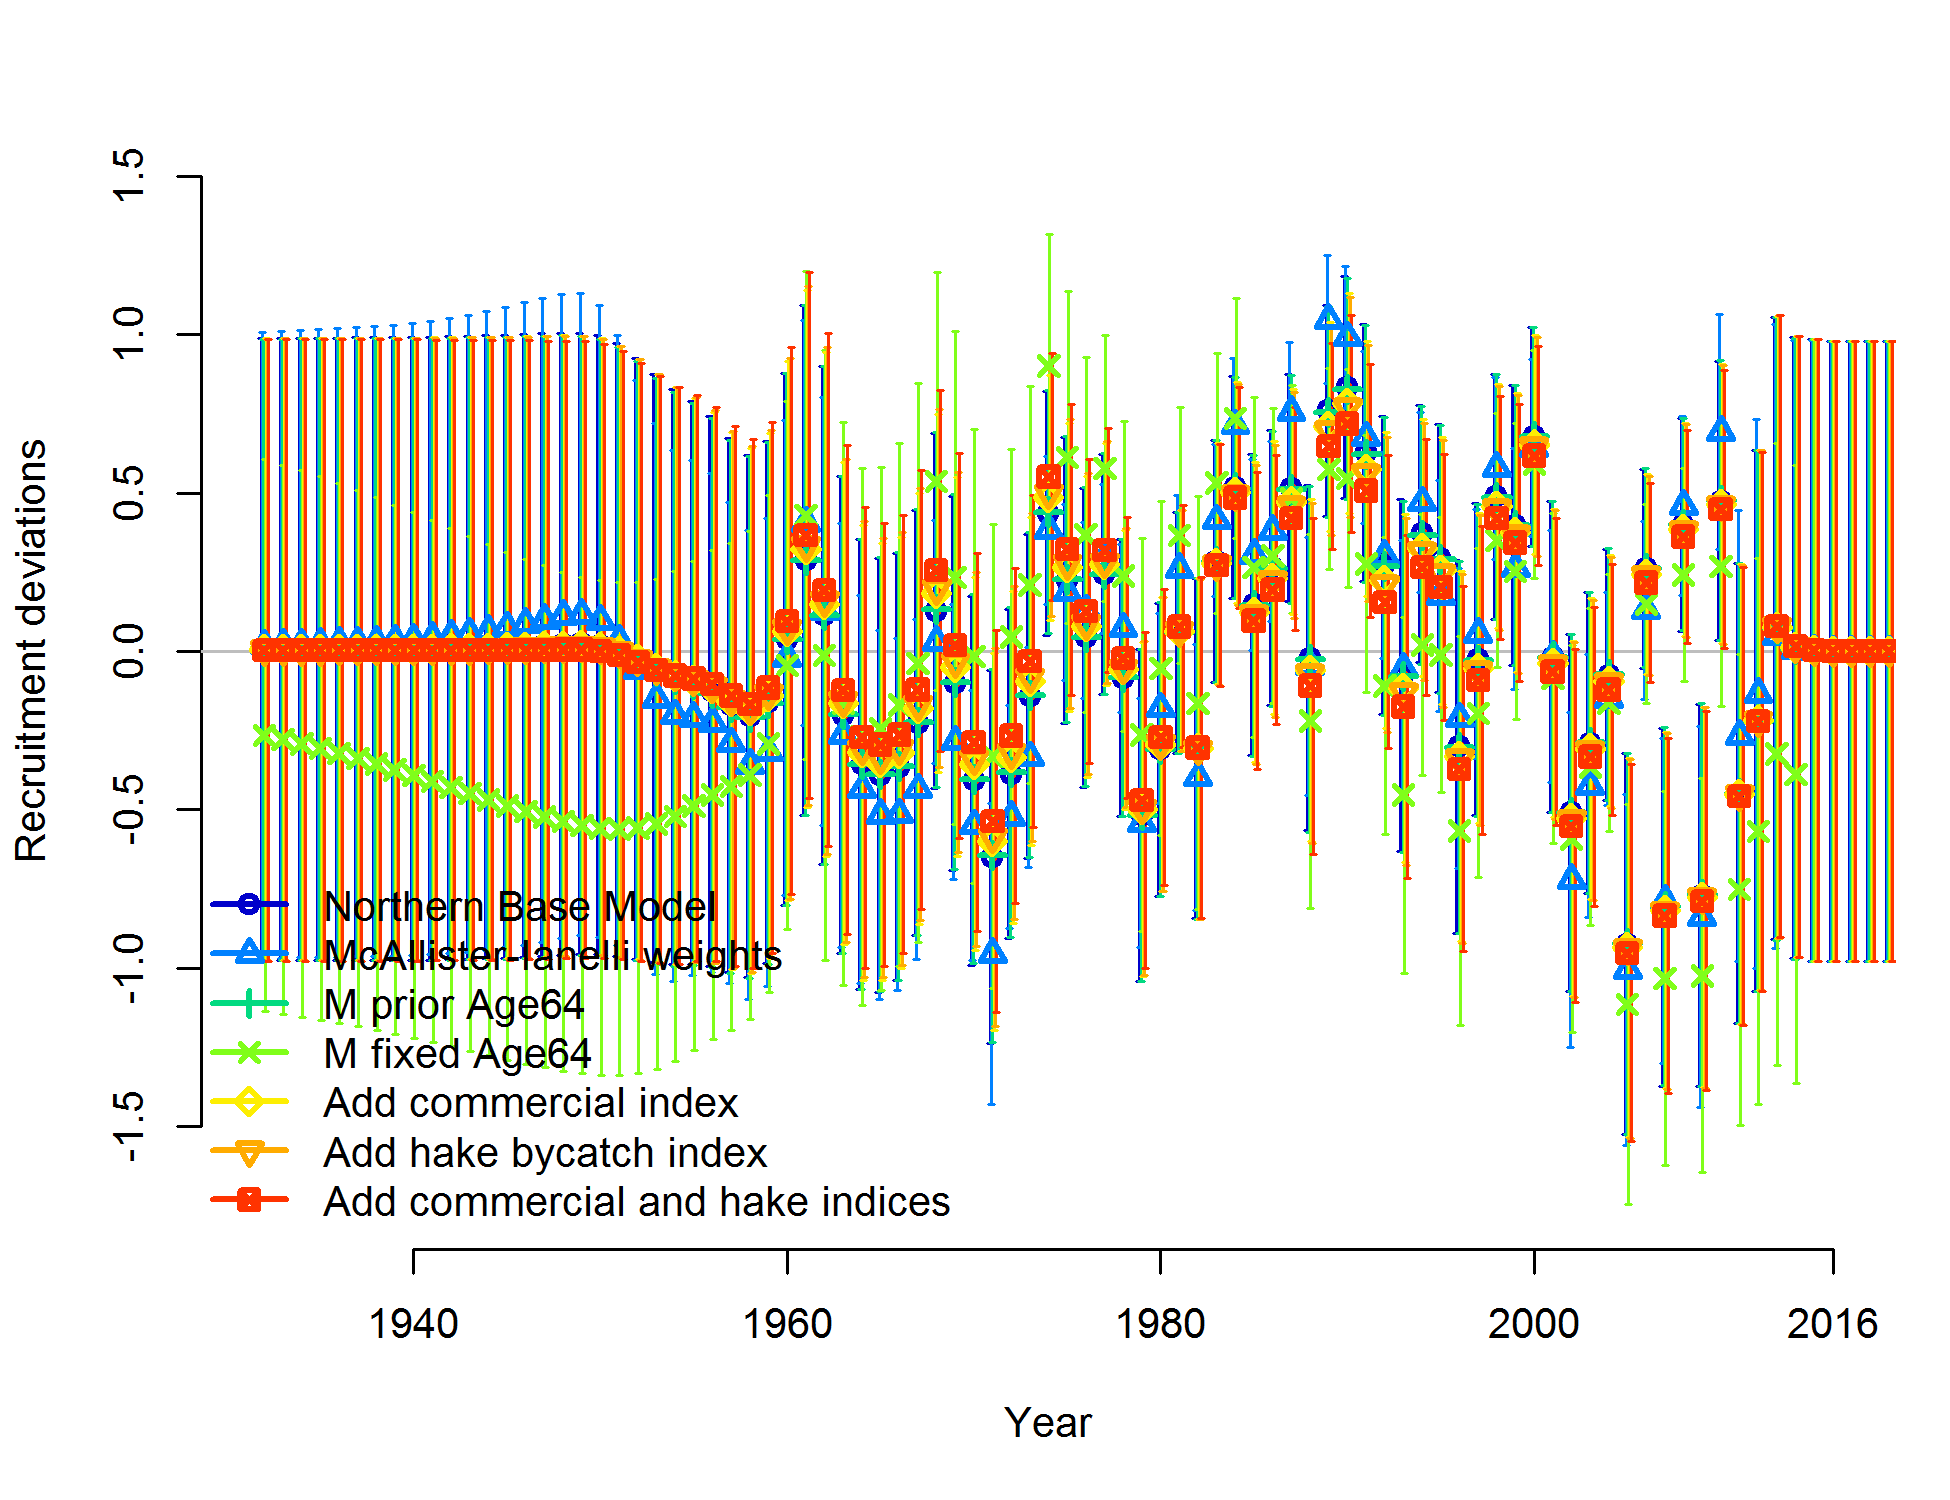 Recruitment deviations
1.5
1.0
0.5
0.0
-0.5
-1.0
-1.5
Northern Base Model
McAllister-Ianelli weights
M prior Age64
M fixed Age64
Add commercial index
Add hake bycatch index
Add commercial and hake indices
1940 1960 1980 2000 2016
Year